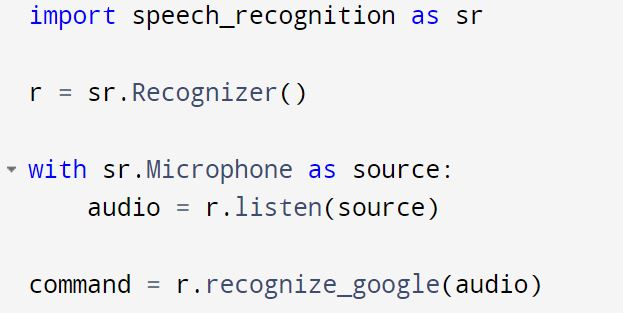 import speech_recognition as sr
r = sr.Recognizer()
with sr.Microphone as source:
    audio = r.listen(source)
command = r.recognize_google(audio)